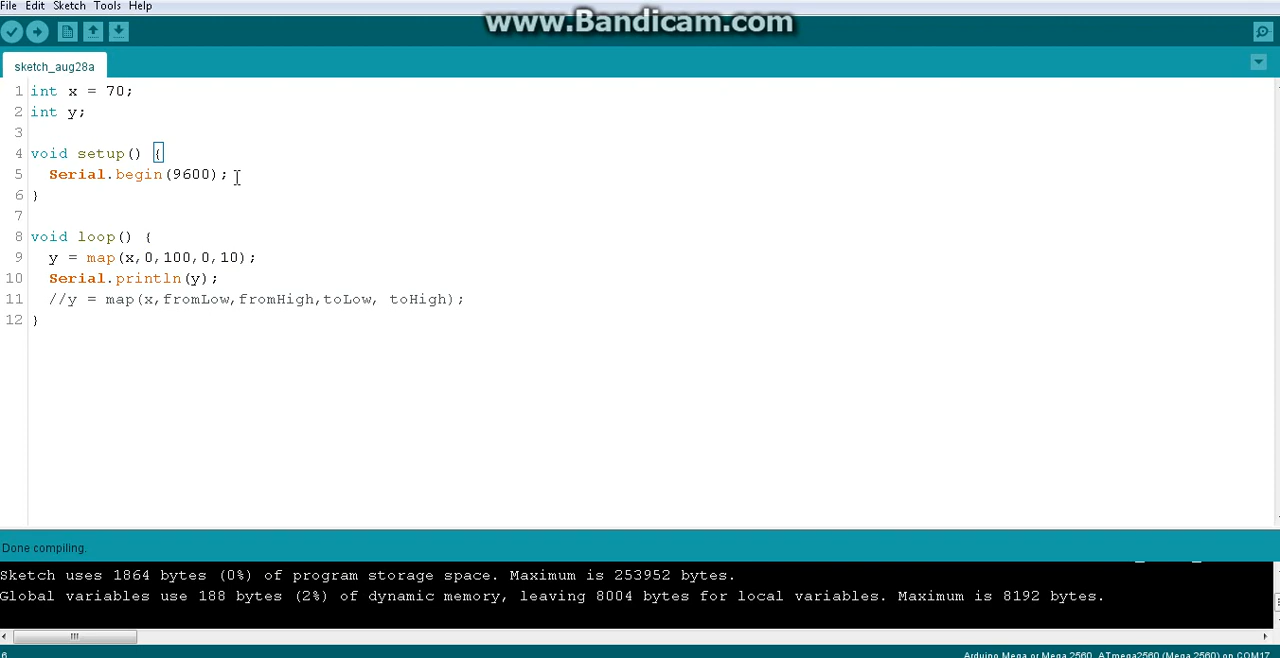 File Edit Sketch Tools Help
www.Bandicam.com
sketch_aug28a
1 int x = 70;
2 int y;
3
4 void setup() {
5 Serial.begin(9600);
6 }
7
8 void loop() {
9 y = map(x,0,100,0,10);
10 Serial.println(y);
11 //y = map(x,fromLow,fromHigh,toLow, toHigh);
12 }
Done compiling.
Sketch uses 1864 bytes (0%) of program storage space. Maximum is 253952 bytes.
Global variables use 188 bytes (2%) of dynamic memory, leaving 8004 bytes for local variables. Maximum is 8192 bytes.
6
Arduino Mega or Mega 2560, ATmega2560 (Mega 2560) on COM17